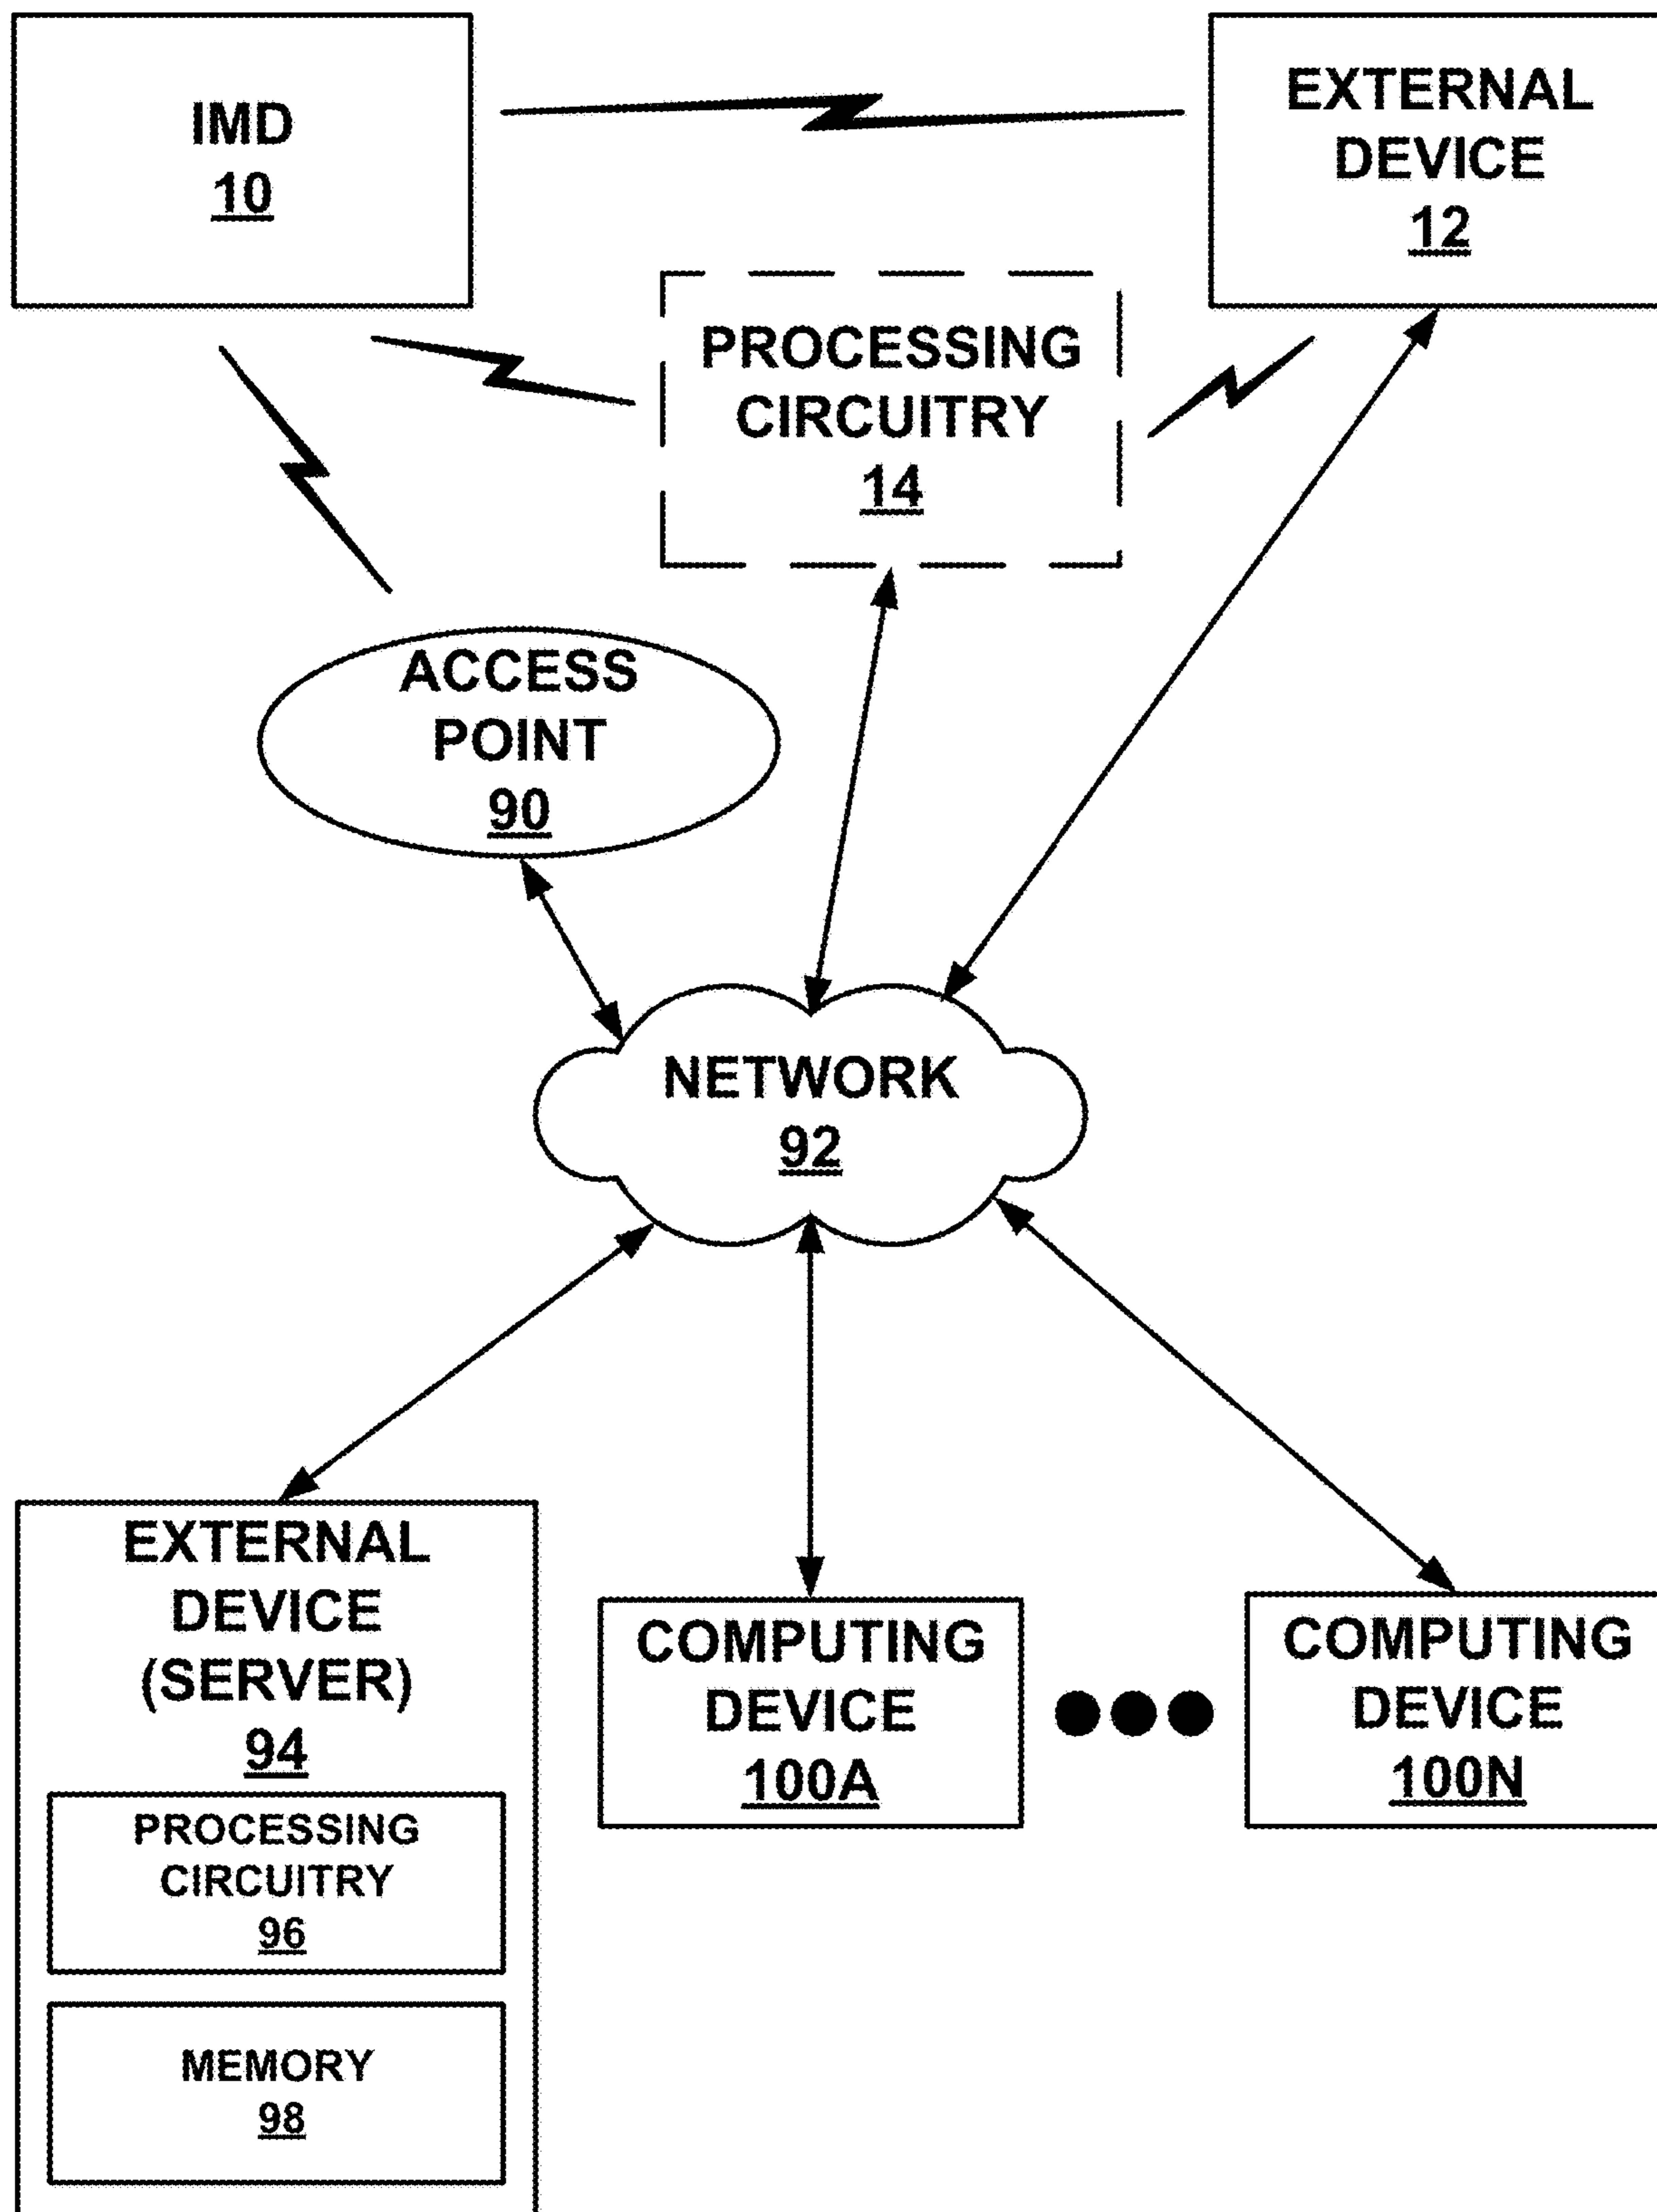 IMD
10
EXTERNAL
DEVICE
12
PROCESSING
CIRCUITRY
14
ACCESS
POINT
90
NETWORK
92
EXTERNAL
DEVICE
(SERVER)
94
PROCESSING
CIRCUITRY
96
MEMORY
98
COMPUTING
DEVICE
100A
COMPUTING
DEVICE
100N